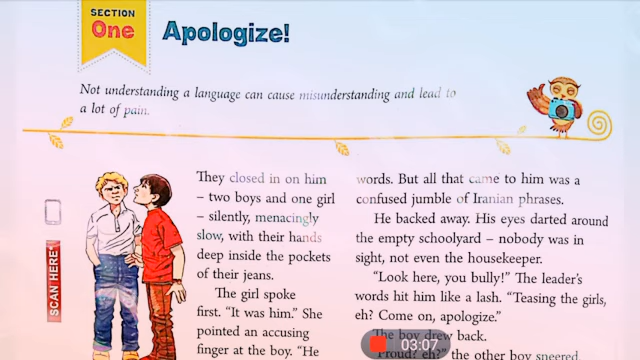 SECTION
One
Apologize!
Not understanding a language can cause misunderstanding and lead to
a lot of pain.
SCAN HERE
They closed in on him
– two boys and one girl
– silently, menacingly
slow, with their hands
deep inside the pockets
of their jeans.
The girl spoke
first. "It was him." She
pointed an accusing
finger at the boy. "He
words. But all that came to him was a
confused jumble of Iranian phrases.
He backed away. His eyes darted around
the empty schoolyard – nobody was in
sight, not even the housekeeper.
"Look here, you bully!" The leader's
words hit him like a lash. "Teasing the girls,
eh? Come on, apologize."
The boy drew back.
"Proud? eh?" the other boy sneered.
03:07